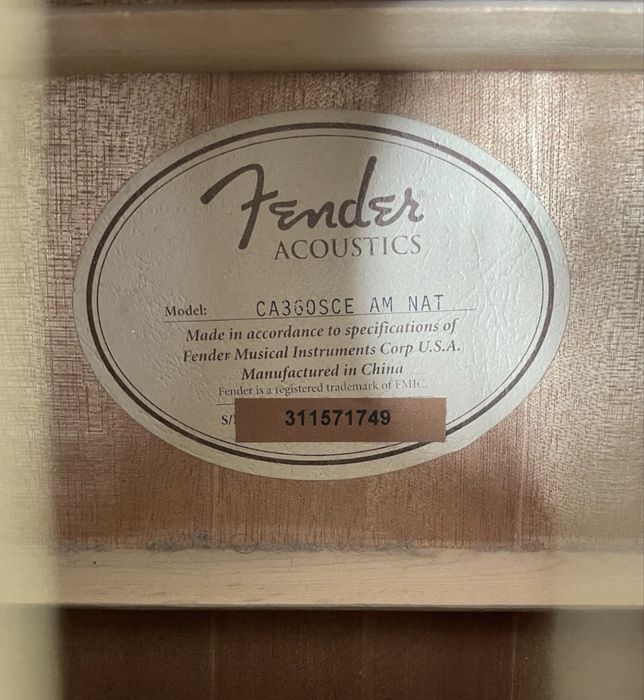 Fender®
ACOUSTICS
Model: CA360SCE AM NAT
Made in accordance to specifications of
Fender Musical Instruments Corp U.S.A.
Manufactured in China
Fender is a registered trademark of FMIC.
S/ 311571749